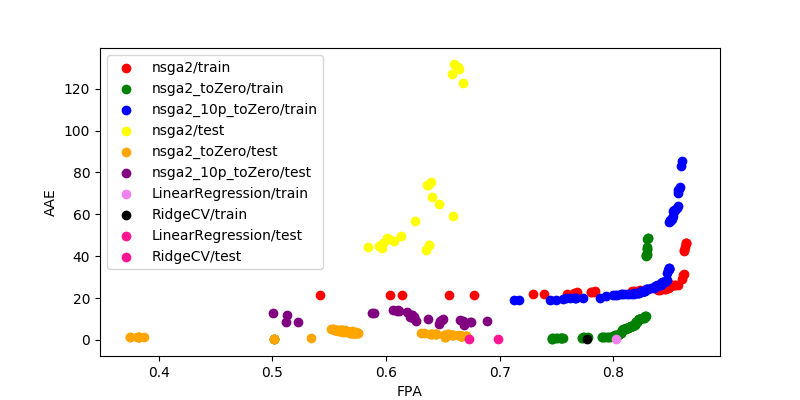 nsga2/train
nsga2_toZero/train
nsga2_10p_toZero/train
nsga2/test
nsga2_toZero/test
nsga2_10p_toZero/test
LinearRegression/train
RidgeCV/train
LinearRegression/test
RidgeCV/test
AAE
120
100
80
60
40
20
0
0.4 0.5 0.6 0.7 0.8
FPA